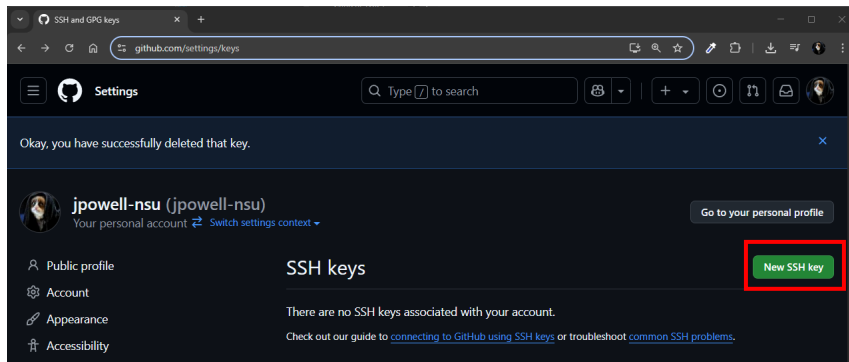 SSH and GPG keys
github.com/settings/keys
Settings
Type / to search
Okay, you have successfully deleted that key.
jpowell-nsu (jpowell-nsu)
Your personal account Switch settings context
Go to your personal profile
Public profile
Account
Appearance
Accessibility
SSH keys
New SSH key
There are no SSH keys associated with your account.
Check out our guide to connecting to GitHub using SSH keys or troubleshoot common SSH problems.